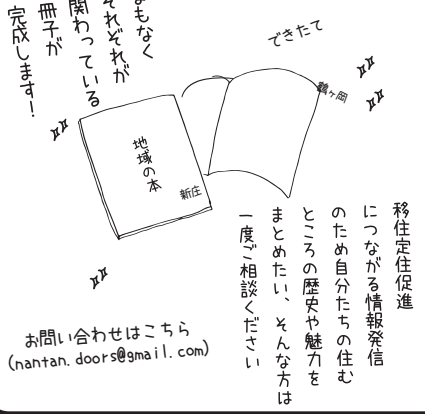 まもなく
それぞれが
関わっている
冊子が
完成します！
できたて
鶴ヶ岡
地域の本
新庄
移住定住促進
につながる情報発信
のため自分たちの住む
ところの歴史や魅力を
まとめたい、そんな方は
一度ご相談ください
お問い合わせはこちら
(nantan.doors@gmail.com)